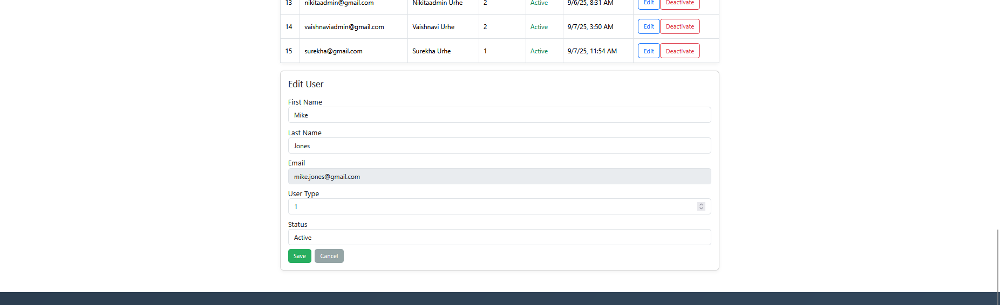 13 nikitaadmin@gmail.com Nikitaadmin Urhe 2 Active 9/6/25, 8:31 AM Edit Deactivate
14 vaishnaviadmin@gmail.com Vaishnavi Urhe 2 Active 9/7/25, 3:50 AM Edit Deactivate
15 surekha@gmail.com Surekha Urhe 1 Active 9/7/25, 11:54 AM Edit Deactivate
Edit User
First Name
Mike
Last Name
Jones
Email
mike.jones@gmail.com
User Type
1
Status
Active
Save Cancel